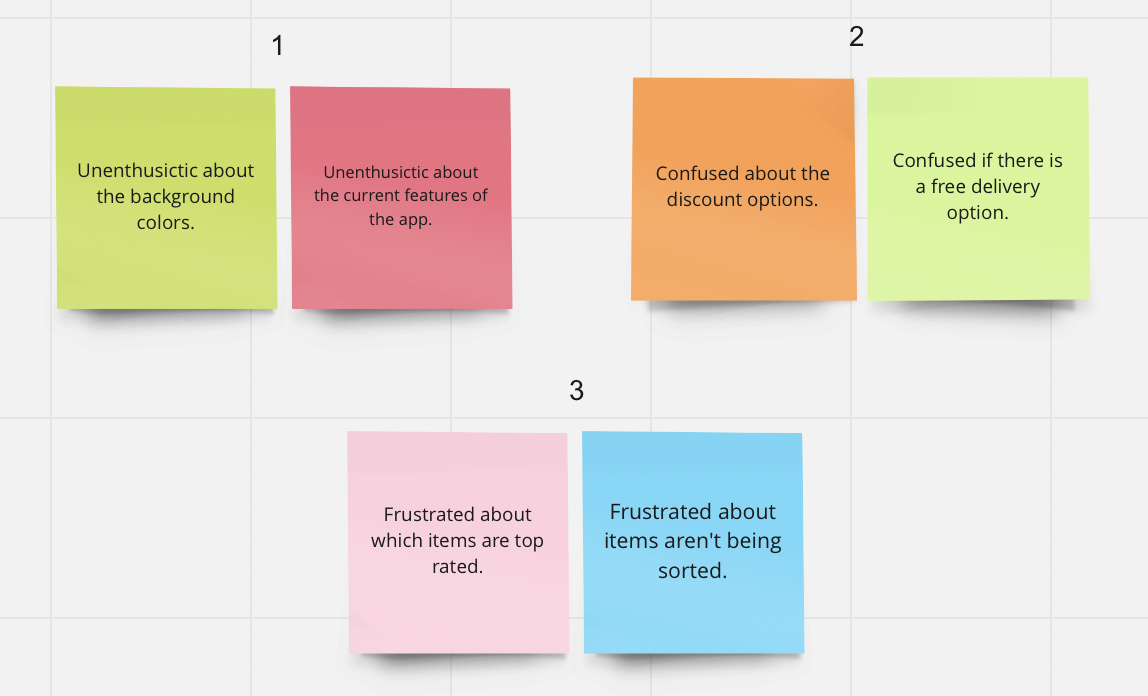 1
Unenthusictic about
the background
colors.
Unenthusictic about
the current features of
the app.
2
Confused about the
discount options.
Confused if there is
a free delivery
option.
3
Frustrated about
which items are top
rated.
Frustrated about
items aren't being
sorted.